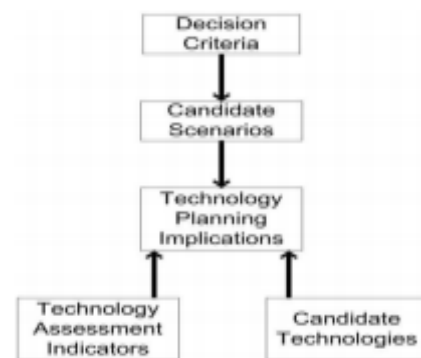 Decision
Criteria
Candidate
Scenarios
Technology
Planning
Implications
Technology
Assessment
Indicators
Candidate
Technologies